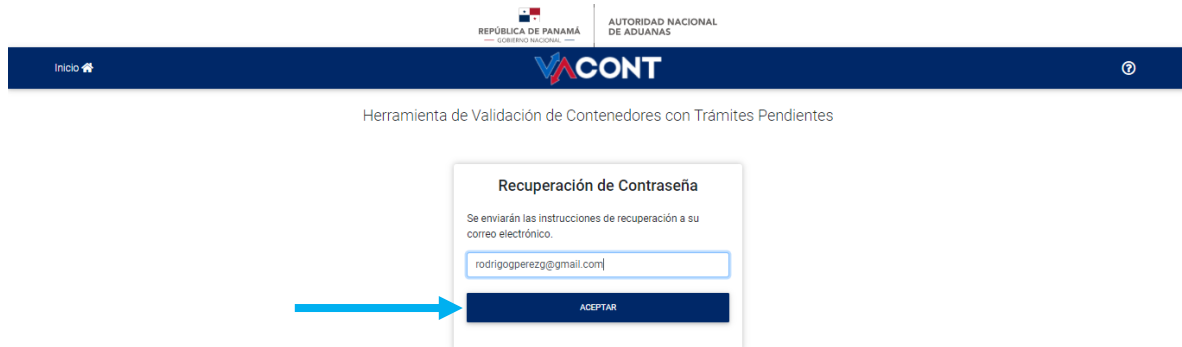 REPÚBLICA DE PANAMÁ
— GOBIERNO NACIONAL —
AUTORIDAD NACIONAL
DE ADUANAS
Inicio
VACONT
Herramienta de Validación de Contenedores con Trámites Pendientes
Recuperación de Contraseña
Se enviarán las instrucciones de recuperación a su
correo electrónico.
rodrigogperezg@gmail.com
ACEPTAR